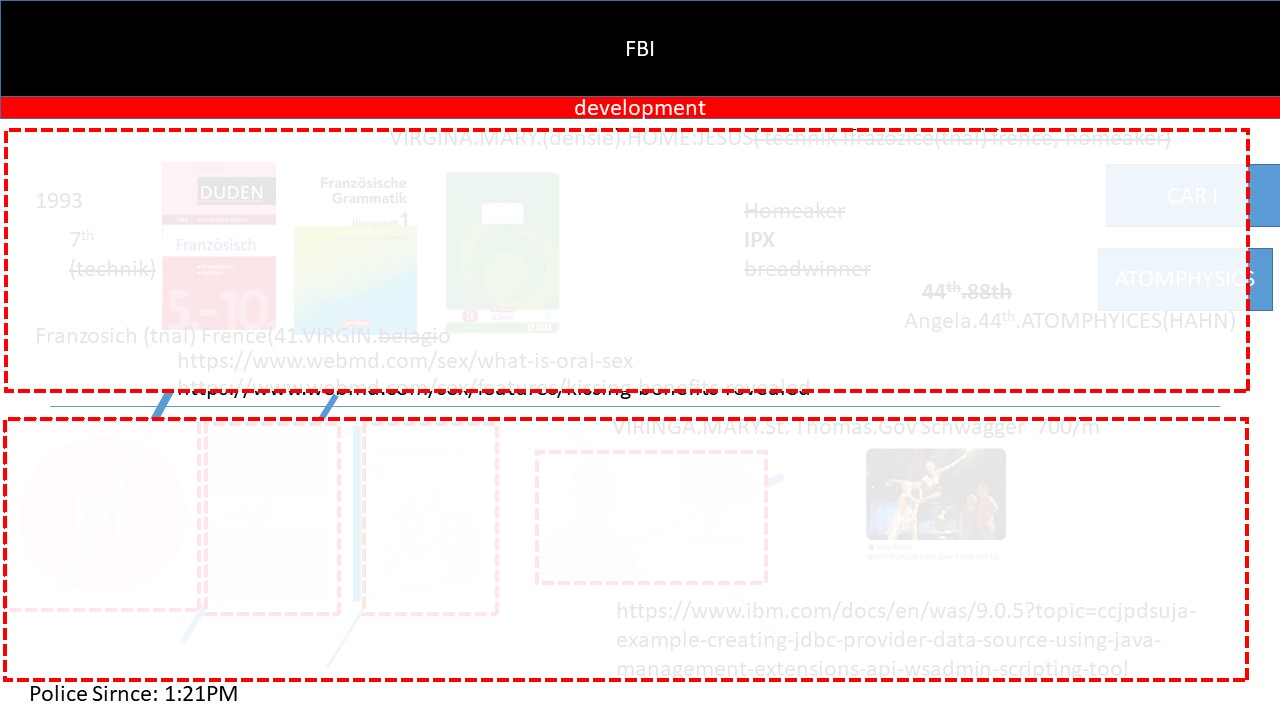 FBI
development
VIRGINA.MARY.(densie).HOME.JESUS( technik !frazozice(tnal) frence, homeaker)
1993
7th
(technik)
DUDEN
Französisch
5-10
Französische
Grammatik
Übungsheft 1
Homeaker
IPX
breadwinner
CAR I
ATOMPHYSICS
44th.88th
Angela.44th.ATOMPHYICES(HAHN)
Franzosich (tnal) Frence(41.VIRGIN.belagio
https://www.webmd.com/sex/what-is-oral-sex
https://www.webmd.com/sex/features/kissing-benefits-revealed
VIRINGA.MARY.St. Thomas.Gov Schwagger 700/m
https://www.ibm.com/docs/en/was/9.0.5?topic=ccjpdsuja-
example-creating-jdbc-provider-data-source-using-java-
management-extensions-api-wsadmin-scripting-tool
Police Sirnce: 1:21PM